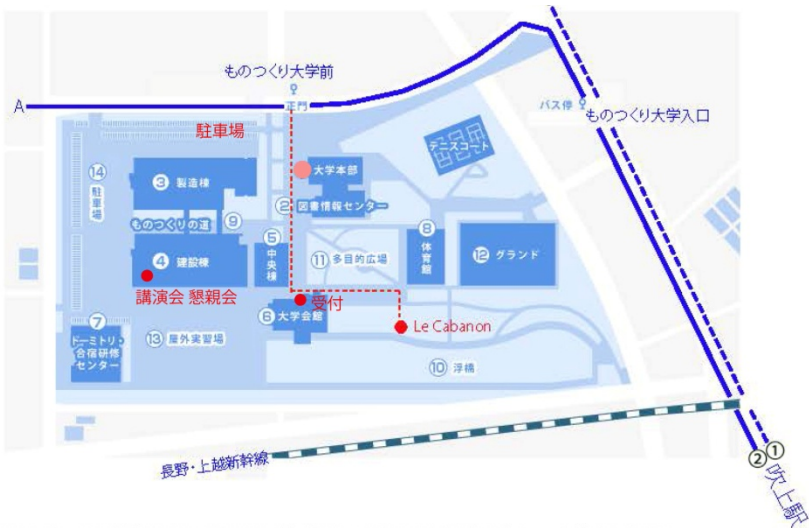 ものつくり大学前
A
正門
バス停
ものつくり大学入口
駐車場
テニスコート
⑭
駐車場
③ 製造棟
大学本部
② 図書情報センター
ものつくりの道
⑨
⑧
体育館
⑤
中央棟
④ 建設棟
⑪ 多目的広場
⑫ グランド
講演会 懇親会
受付
⑥ 大学会館
Le Cabanon
⑦
ドーミトリ・
合宿研修
センター
⑬ 屋外実習場
⑩ 浮橋
長野・上越新幹線
①
②
吹上駅